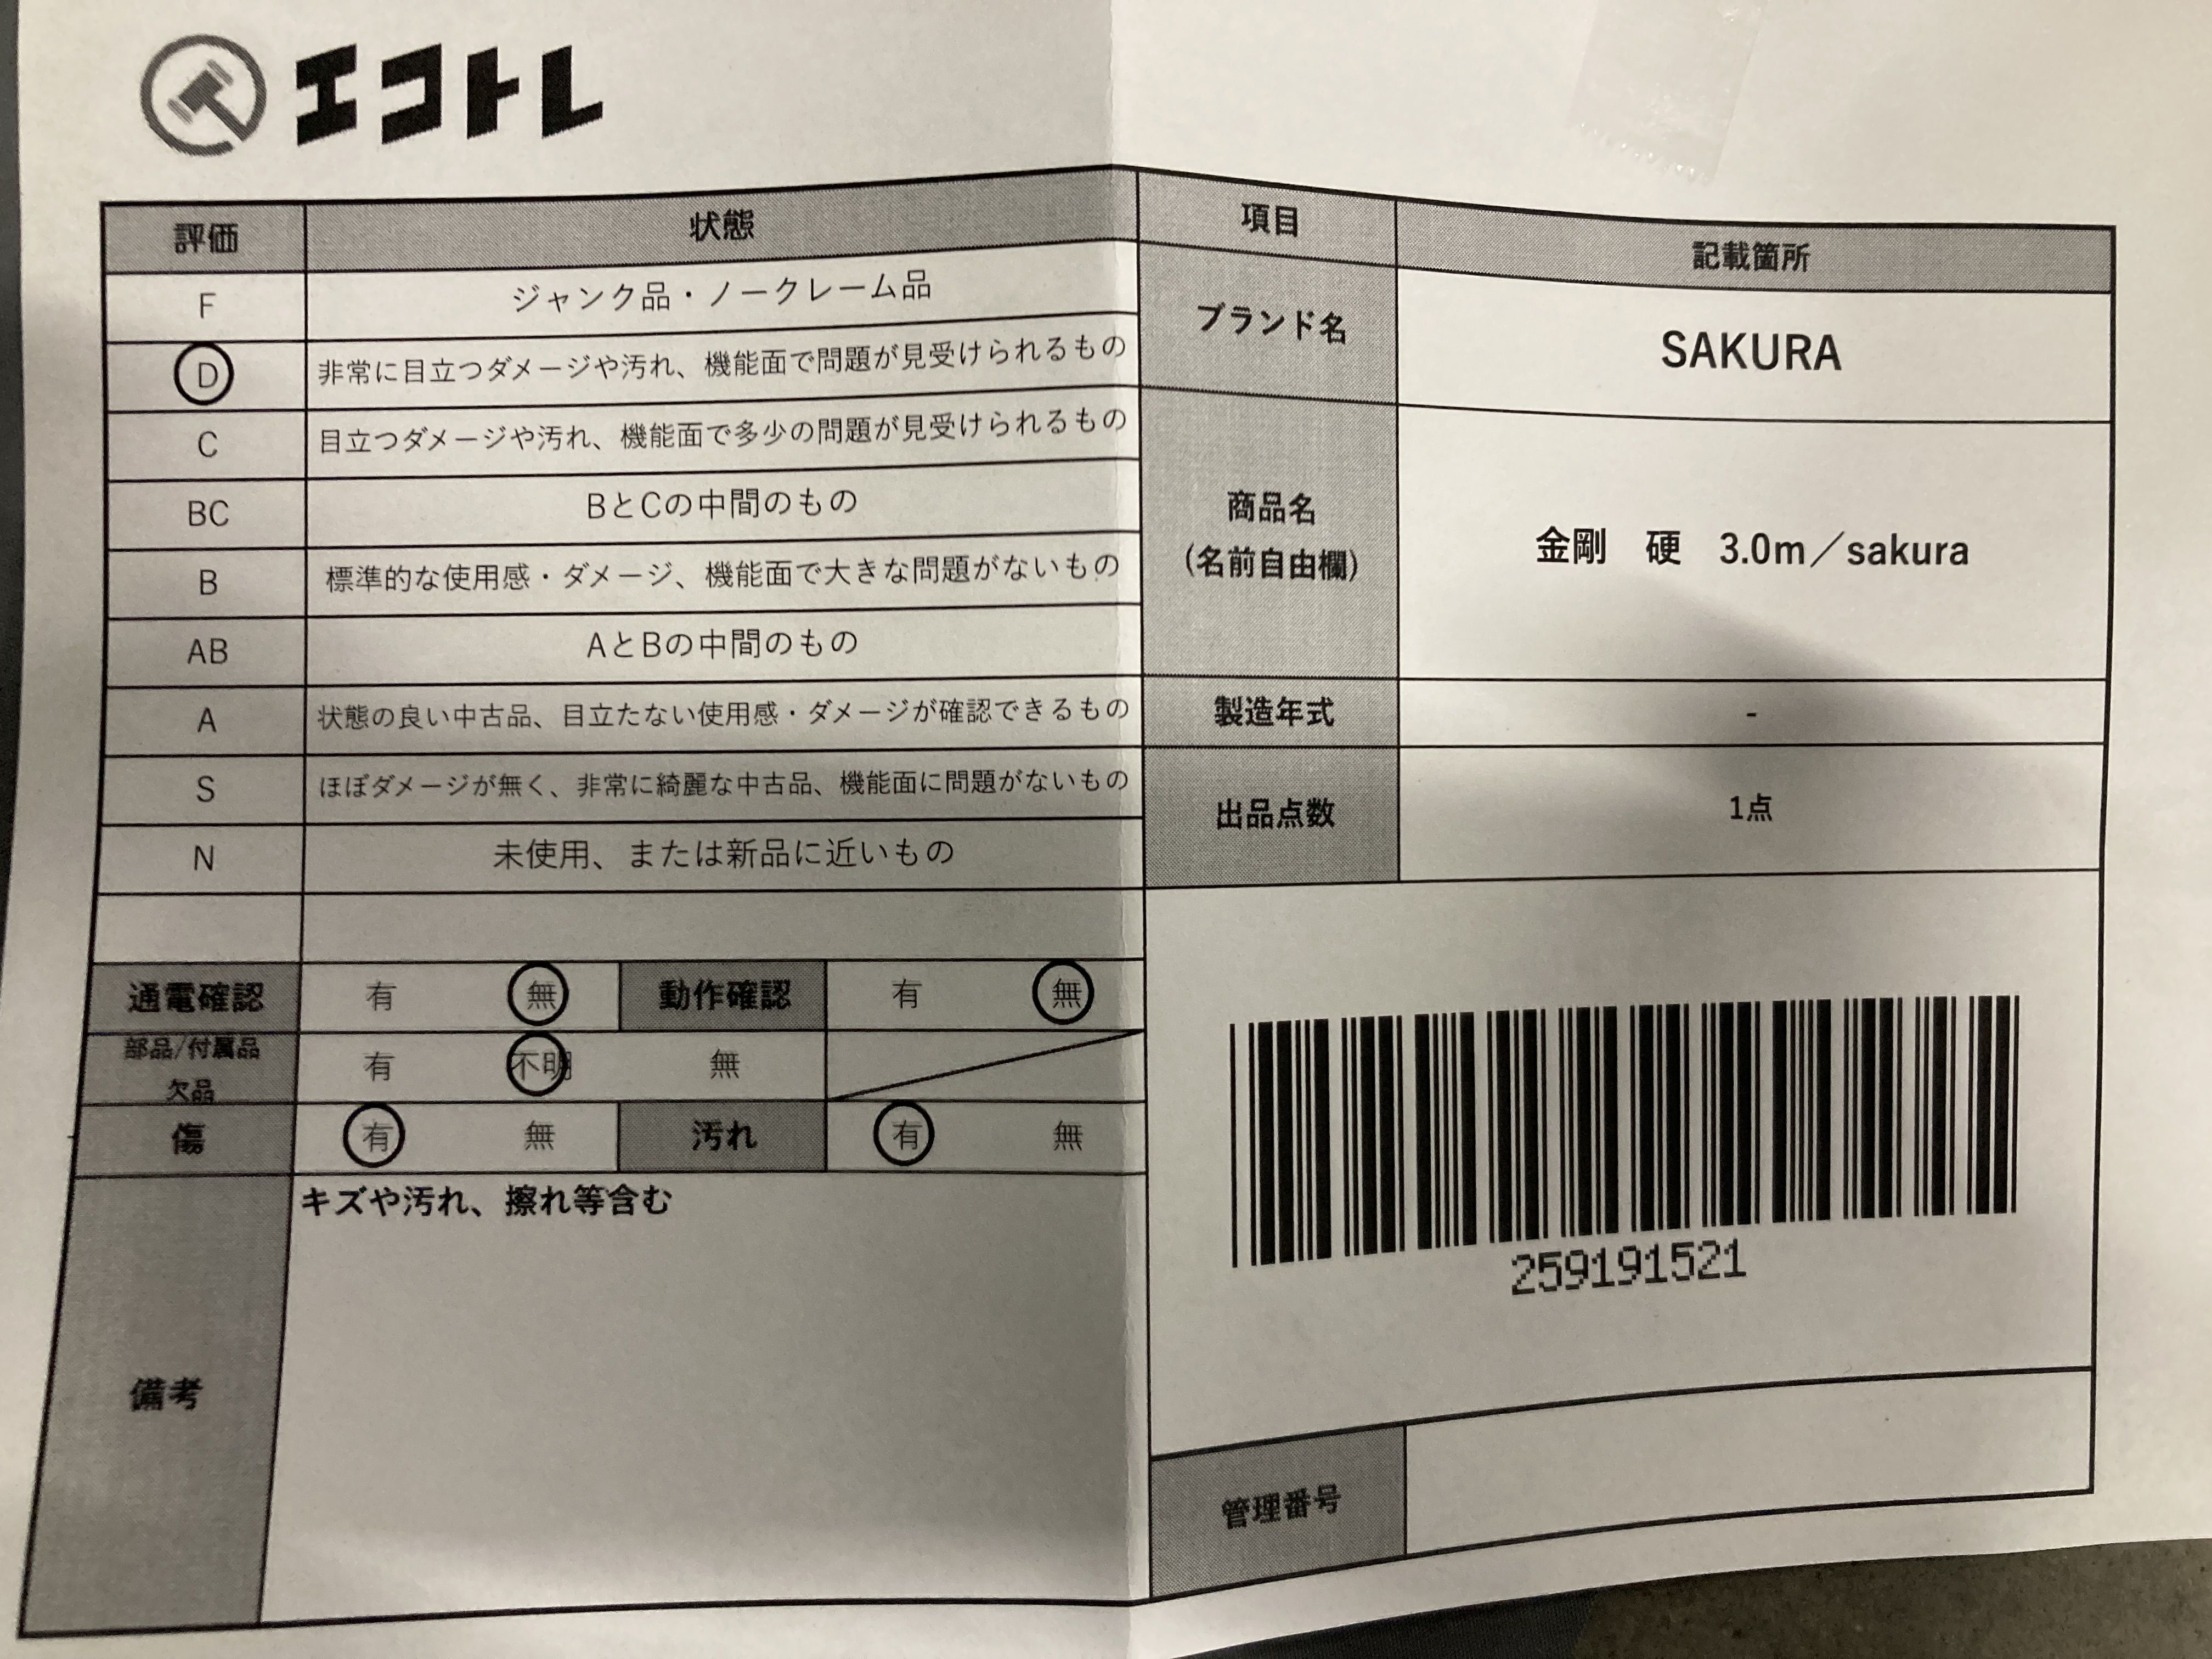 エコトレ
評価 状態
F ジャンク品・ノークレーム品
D 非常に目立つダメージや汚れ、機能面で問題が見受けられるもの
C 目立つダメージや汚れ、機能面で多少の問題が見受けられるもの
BC BとCの中間のもの
B 標準的な使用感・ダメージ、機能面で大きな問題がないもの
AB AとBの中間のもの
A 状態の良い中古品、目立たない使用感・ダメージが確認できるもの
S ほぼダメージが無く、非常に綺麗な中古品、機能面に問題がないもの
N 未使用、または新品に近いもの
通電確認 有 無 動作確認 有 無
部品/付属品
欠品 有 不明 無
傷 有 無 汚れ 有 無
備考 キズや汚れ、擦れ等含む
項目 記載箇所
ブランド名 SAKURA
商品名
(名前自由欄) 金剛 硬 3.0m／sakura
製造年式 -
出品点数 1点
259191521
管理番号